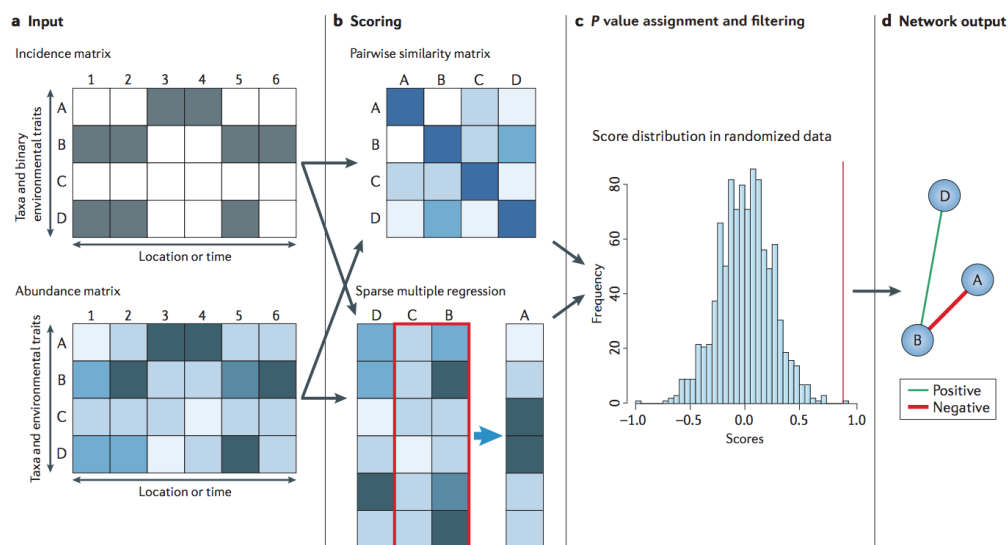 a Input
Incidence matrix
1 2 3 4 5 6
Taxa and binary
environmental traits
A
B
C
D
Location or time
Abundance matrix
1 2 3 4 5 6
Taxa and environmental traits
A
B
C
D
Location or time
b Scoring
Pairwise similarity matrix
A B C D
A
B
C
D
Sparse multiple regression
D C B A
c P value assignment and filtering
Score distribution in randomized data
Frequency
80
60
40
20
0
−1.0 −0.5 0.0 0.5 1.0
Scores
d Network output
D
A
B
Positive
Negative